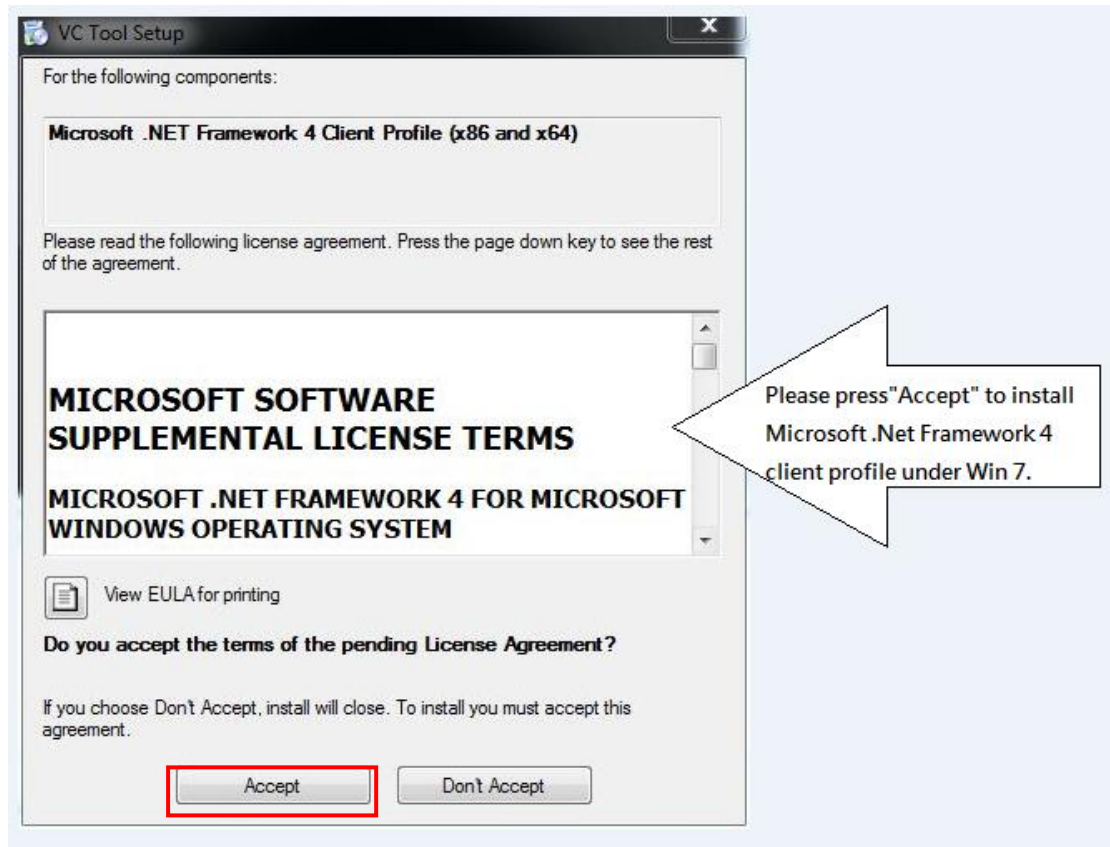 VC Tool Setup
For the following components:
Microsoft .NET Framework 4 Client Profile (x86 and x64)
Please read the following license agreement. Press the page down key to see the rest
of the agreement.
MICROSOFT SOFTWARE
SUPPLEMENTAL LICENSE TERMS
MICROSOFT .NET FRAMEWORK 4 FOR MICROSOFT
WINDOWS OPERATING SYSTEM
Please press"Accept" to install
Microsoft .Net Framework 4
client profile under Win 7.
View EULA for printing
Do you accept the terms of the pending License Agreement?
If you choose Don't Accept, install will close. To install you must accept this
agreement.
Accept
Don't Accept